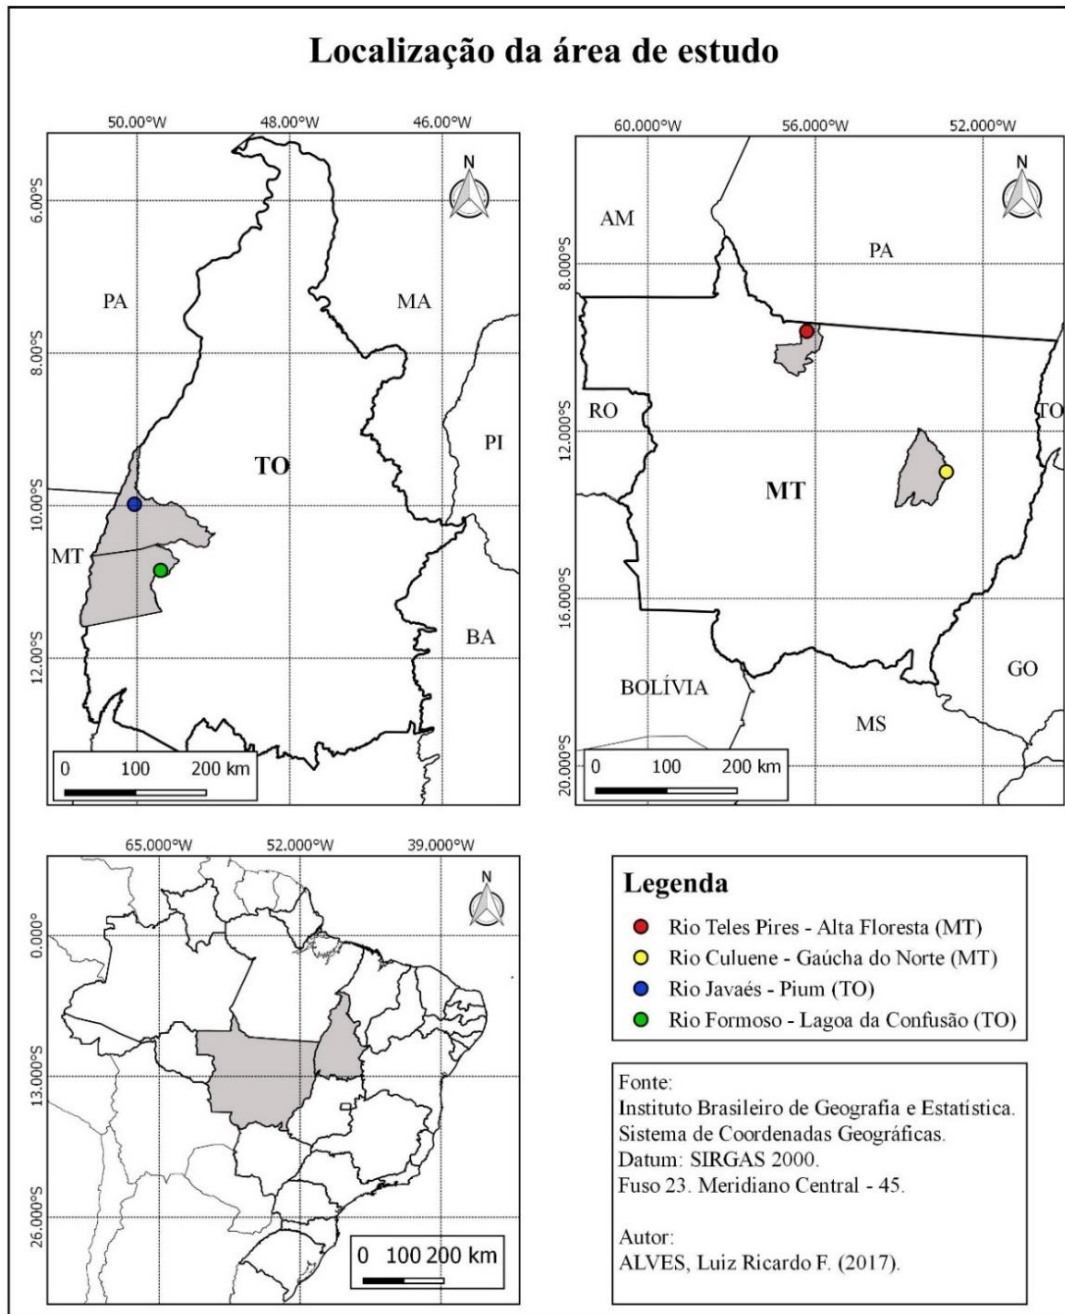 Localização da área de estudo
50.00°W 48.00°W 46.00°W
6.00°S
8.00°S
10.00°S
12.00°S
N
PA
MA
PI
TO
MT
BA
0 100 200 km
60.000°W 56.000°W 52.000°W
8.000°S
12.000°S
16.000°S
20.000°S
N
AM
PA
RO
TO
MT
GO
BOLÍVIA
MS
0 100 200 km
65.000°W 52.000°W 39.000°W
0.000°
13.000°S
26.000°S
N
0 100 200 km
Legenda
Rio Teles Pires - Alta Floresta (MT)
Rio Culuene - Gaúcha do Norte (MT)
Rio Javaés - Pium (TO)
Rio Formoso - Lagoa da Confusão (TO)
Fonte:
Instituto Brasileiro de Geografia e Estatística.
Sistema de Coordenadas Geográficas.
Datum: SIRGAS 2000.
Fuso 23. Meridiano Central - 45.
Autor:
ALVES, Luiz Ricardo F. (2017).